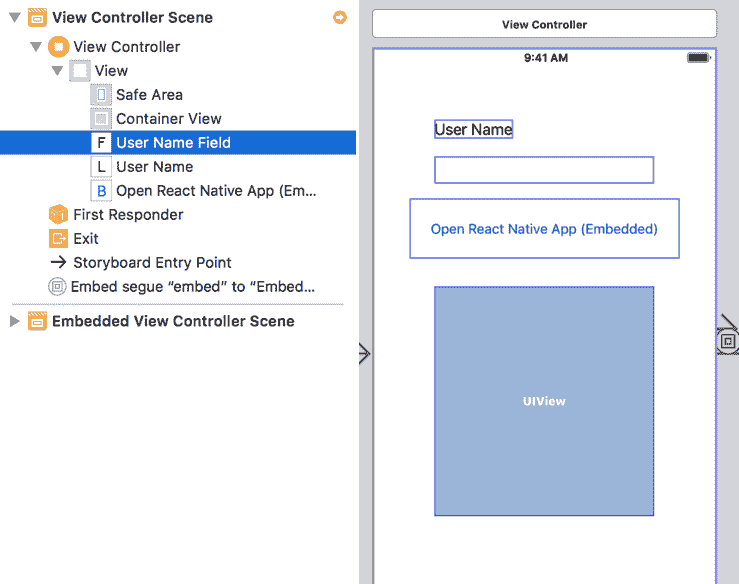 View Controller Scene
View Controller
View
Safe Area
Container View
F User Name Field
L User Name
B Open React Native App (Em...
First Responder
Exit
Storyboard Entry Point
Embed segue “embed” to “Embed...
Embedded View Controller Scene
View Controller
9:41 AM
User Name
Open React Native App (Embedded)
UIView